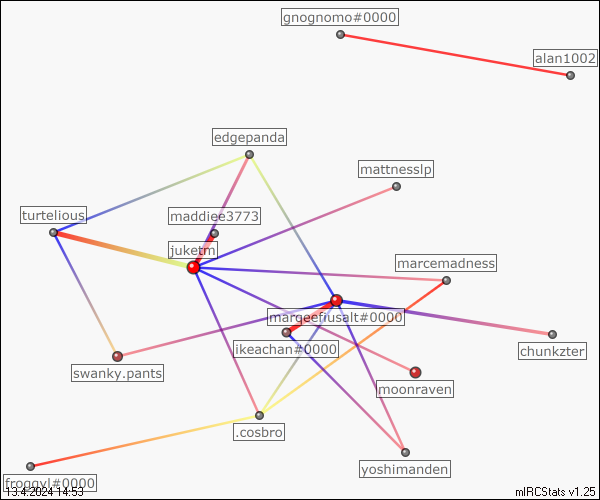 gnognomo#0000
alan1002
edgepanda
mattnesslp
turtelious
maddiee3773
juketm
marcemadness
margeefiusalt#0000
chunkzter
ikeachan#0000
swanky.pants
moonraven
.cosbro
yoshimanden
froggyl#0000
13.4.2024 14:53
mIRCStats v1.25